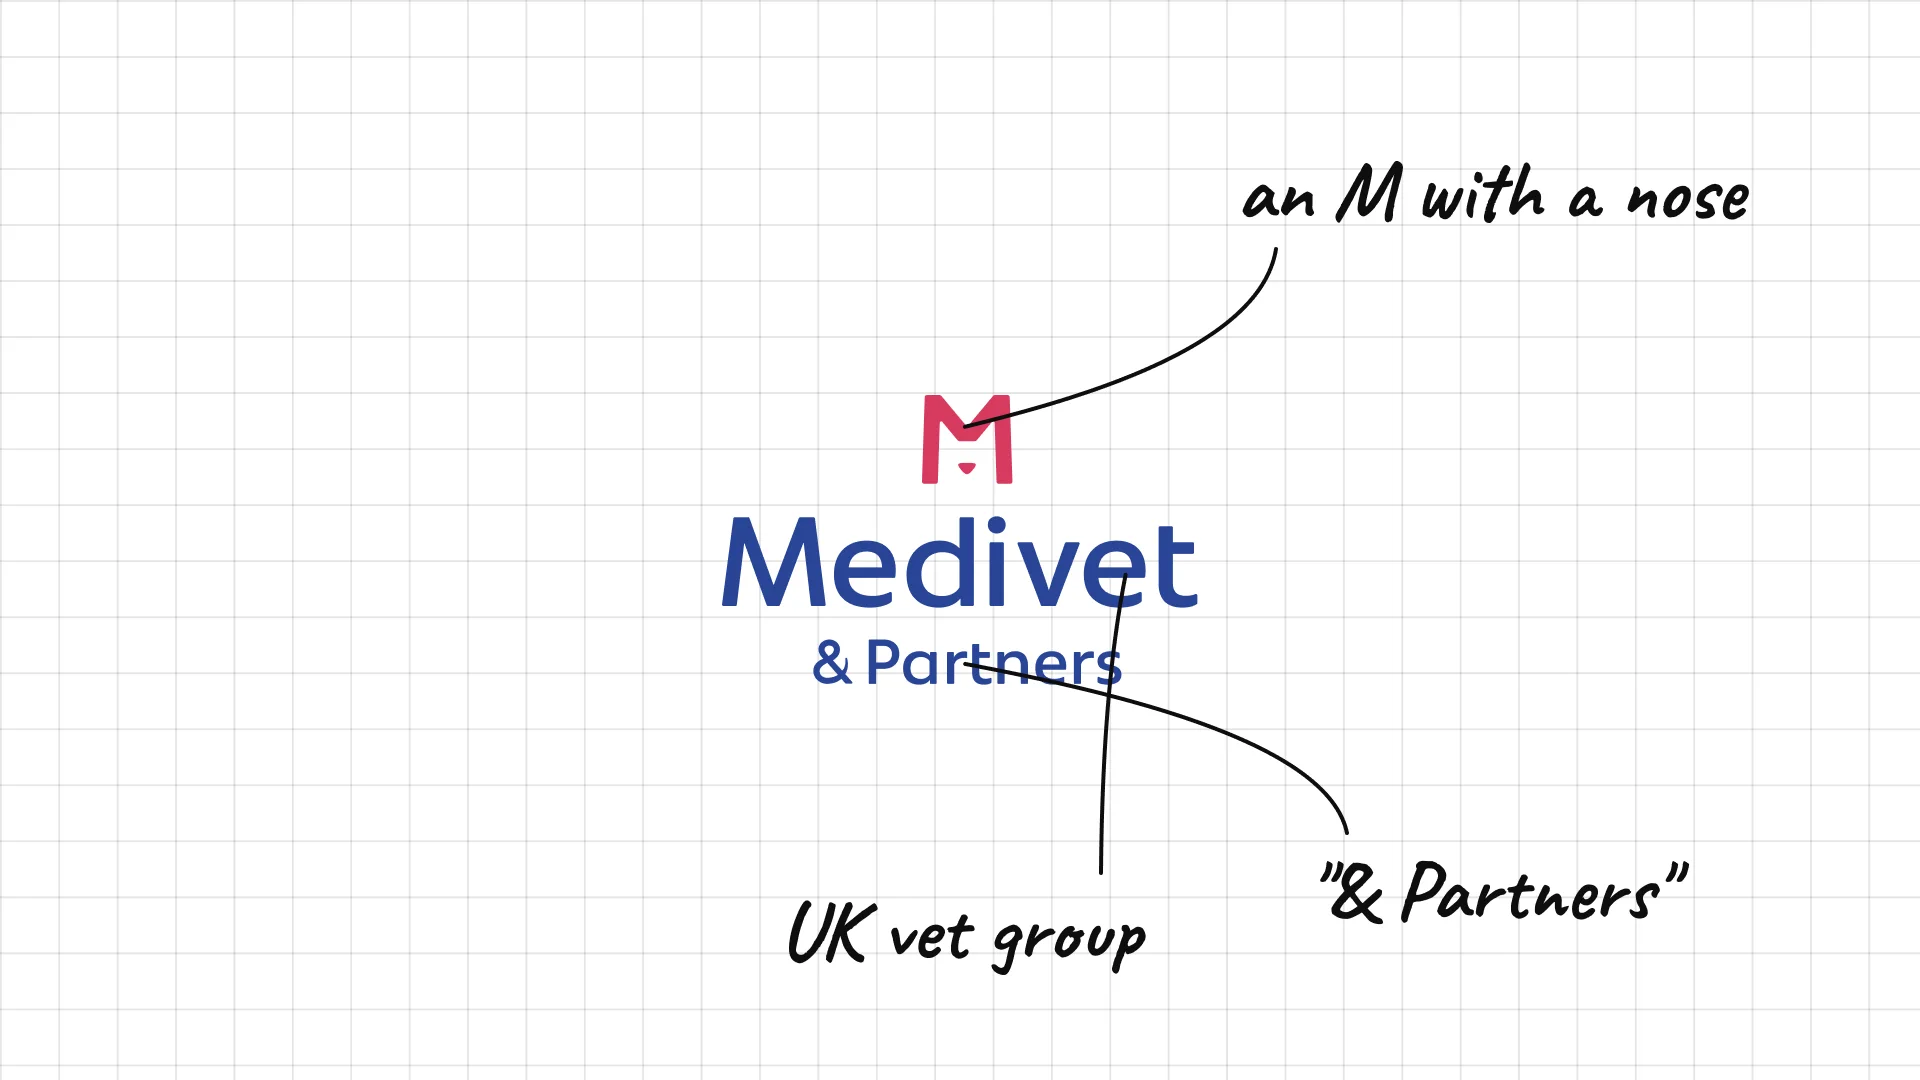 an M with a nose
M
Medivet
& Partners
"& Partners"
UK vet group